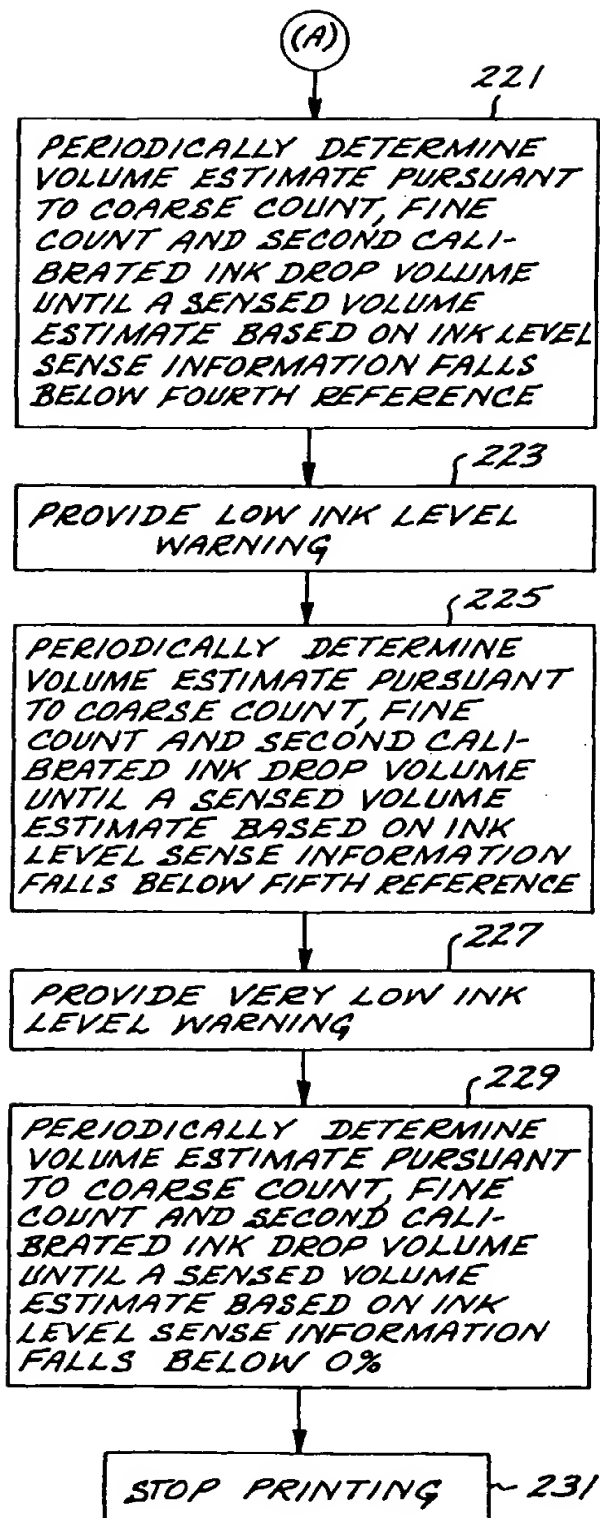 (A)
221
PERIODICALLY DETERMINE
VOLUME ESTIMATE PURSUANT
TO COARSE COUNT, FINE
COUNT AND SECOND CALI-
BRATED INK DROP VOLUME
UNTIL A SENSED VOLUME
ESTIMATE BASED ON INK LEVEL
SENSE INFORMATION FALLS
BELOW FOURTH REFERENCE
223
PROVIDE LOW INK LEVEL
WARNING
225
PERIODICALLY DETERMINE
VOLUME ESTIMATE PURSUANT
TO COARSE COUNT, FINE
COUNT AND SECOND CALI-
BRATED INK DROP VOLUME
UNTIL A SENSED VOLUME
ESTIMATE BASED ON INK
LEVEL SENSE INFORMATION
FALLS BELOW FIFTH REFERENCE
227
PROVIDE VERY LOW INK
LEVEL WARNING
229
PERIODICALLY DETERMINE
VOLUME ESTIMATE PURSUANT
TO COARSE COUNT, FINE
COUNT AND SECOND CALI-
BRATED INK DROP VOLUME
UNTIL A SENSED VOLUME
ESTIMATE BASED ON INK
LEVEL SENSE INFORMATION
FALLS BELOW 0%
STOP PRINTING 231